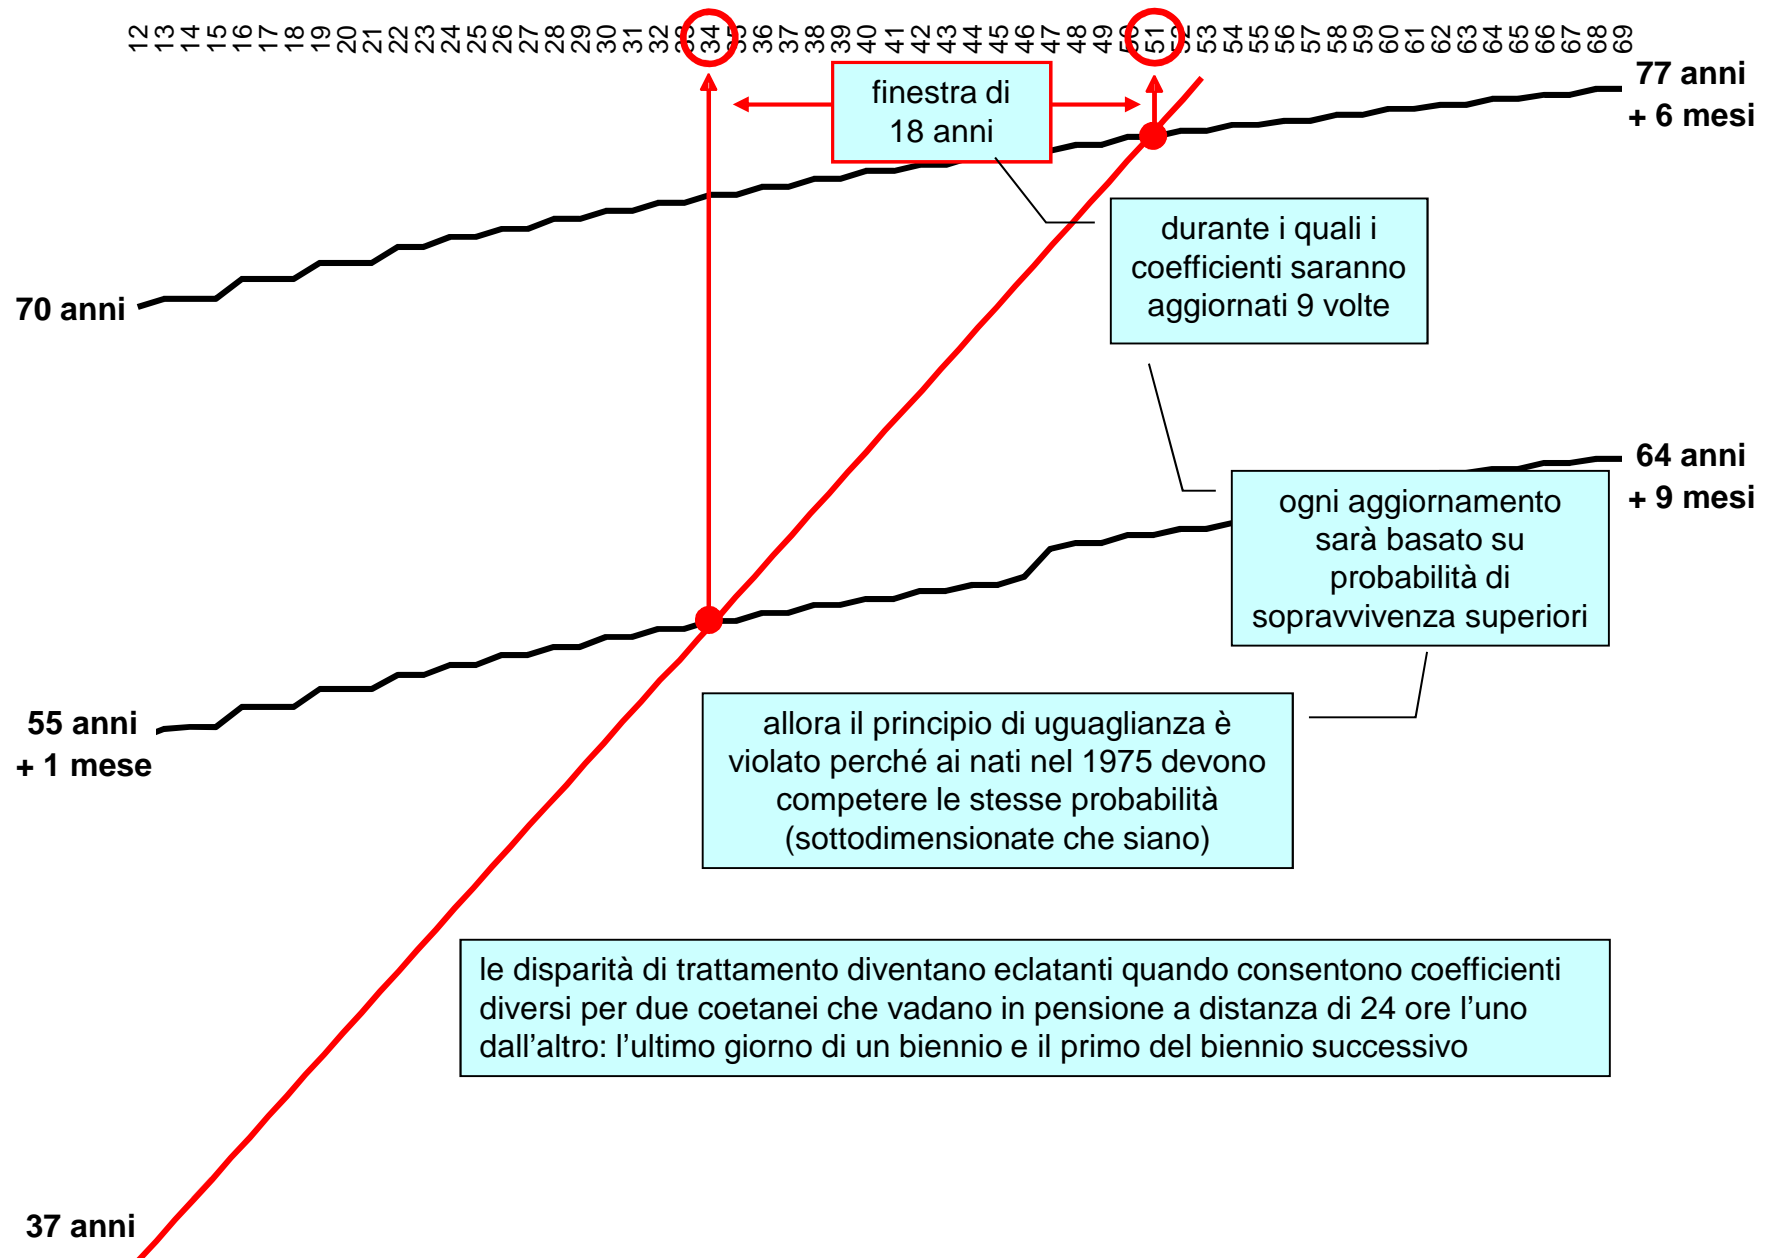 12 13 14 15 16 17 18 19 20 21 22 23 24 25 26 27 28 29 30 31 32 33 34 35 36 37 38 39 40 41 42 43 44 45 46 47 48 49 50 51 52 53 54 55 56 57 58 59 60 61 62 63 64 65 66 67 68 69
77 anni
+ 6 mesi
finestra di
18 anni
durante i quali i
coefficienti saranno
aggiornati 9 volte
70 anni
64 anni
+ 9 mesi
ogni aggiornamento
sarà basato su
probabilità di
sopravvivenza superiori
55 anni
+ 1 mese
allora il principio di uguaglianza è
violato perché ai nati nel 1975 devono
competere le stesse probabilità
(sottodimensionate che siano)
le disparità di trattamento diventano eclatanti quando consentono coefficienti
diversi per due coetanei che vadano in pensione a distanza di 24 ore l’uno
dall’altro: l’ultimo giorno di un biennio e il primo del biennio successivo
37 anni